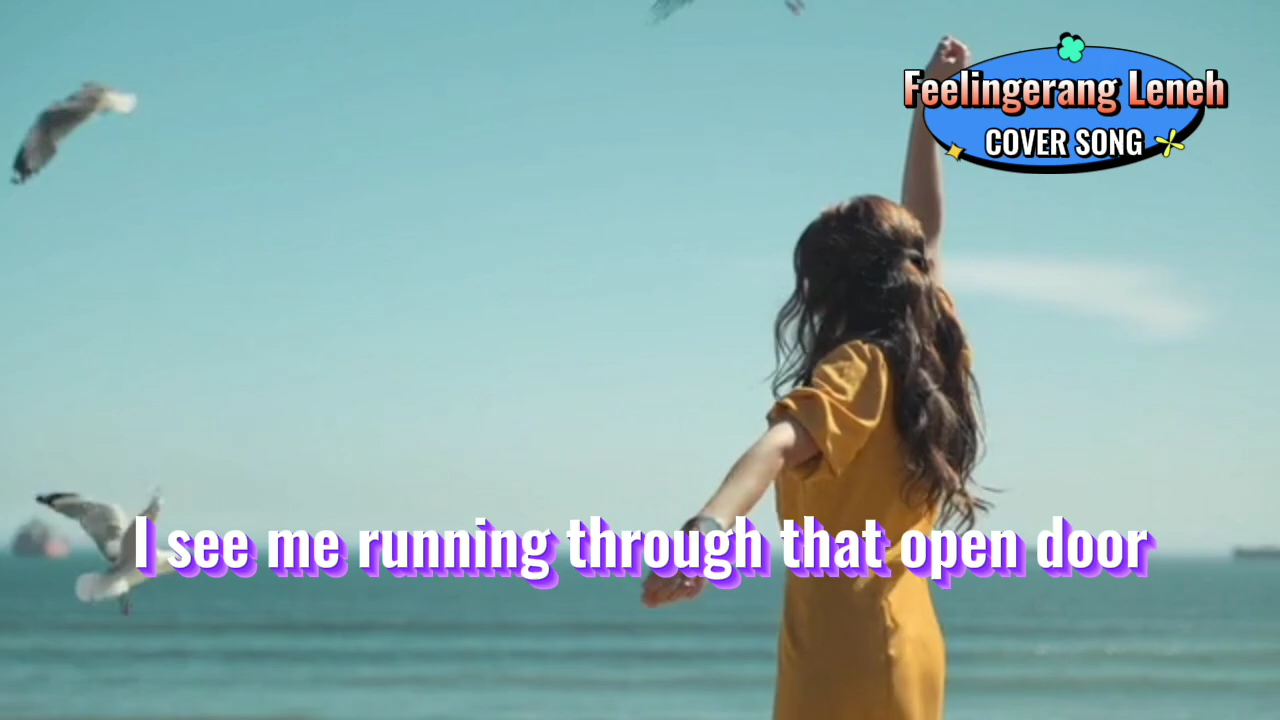 Feelingerang Leneh
COVER SONG
I see me running through that open door